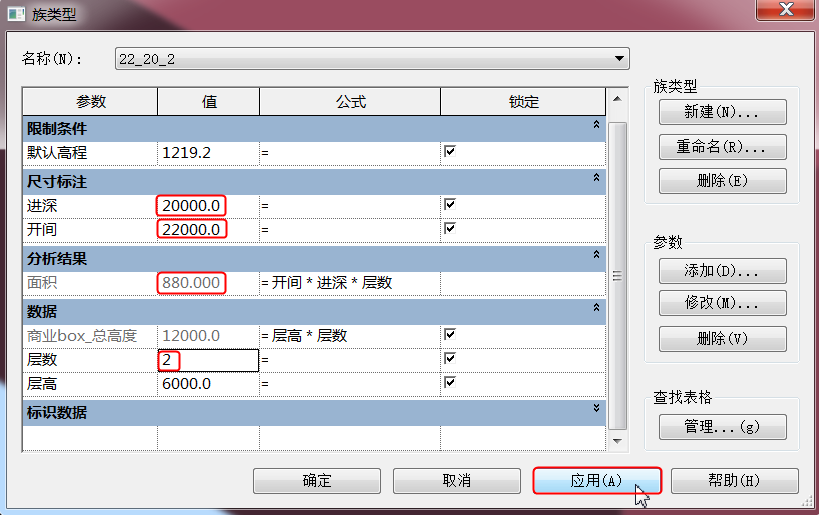 族类型
名称(N):
22_20_2
参数 值 公式 锁定
限制条件
默认高程 1219.2 =
尺寸标注
进深 20000.0 =
开间 22000.0 =
分析结果
面积 880.000 = 开间 * 进深 * 层数
数据
商业box_总高度 12000.0 = 层高 * 层数
层数 2 =
层高 6000.0 =
标识数据
族类型
新建(N)...
重命名(R)...
删除(E)
参数
添加(D)...
修改(M)...
删除(V)
查找表格
管理...(g)
确定 取消 应用(A) 帮助(H)